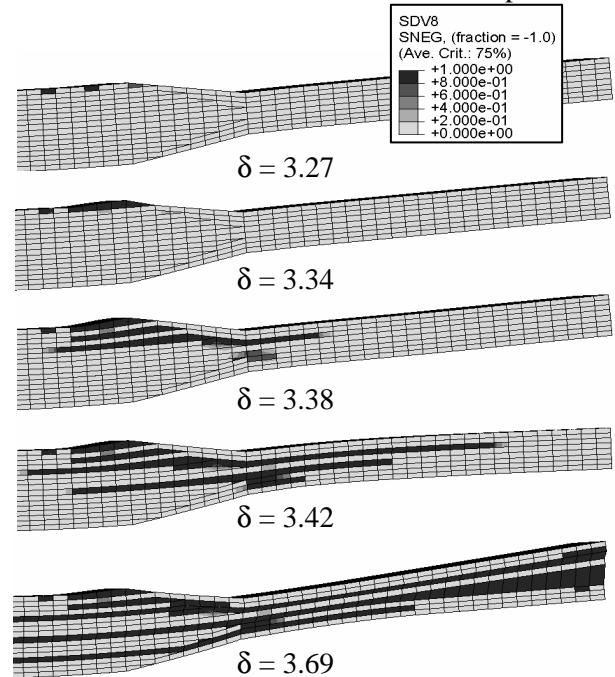 SDV8
SNEG, (fraction = -1.0)
(Ave. Crit.: 75%)
+1.000e+00
+8.000e-01
+6.000e-01
+4.000e-01
+2.000e-01
+0.000e+00
δ = 3.27
δ = 3.34
δ = 3.38
δ = 3.42
δ = 3.69